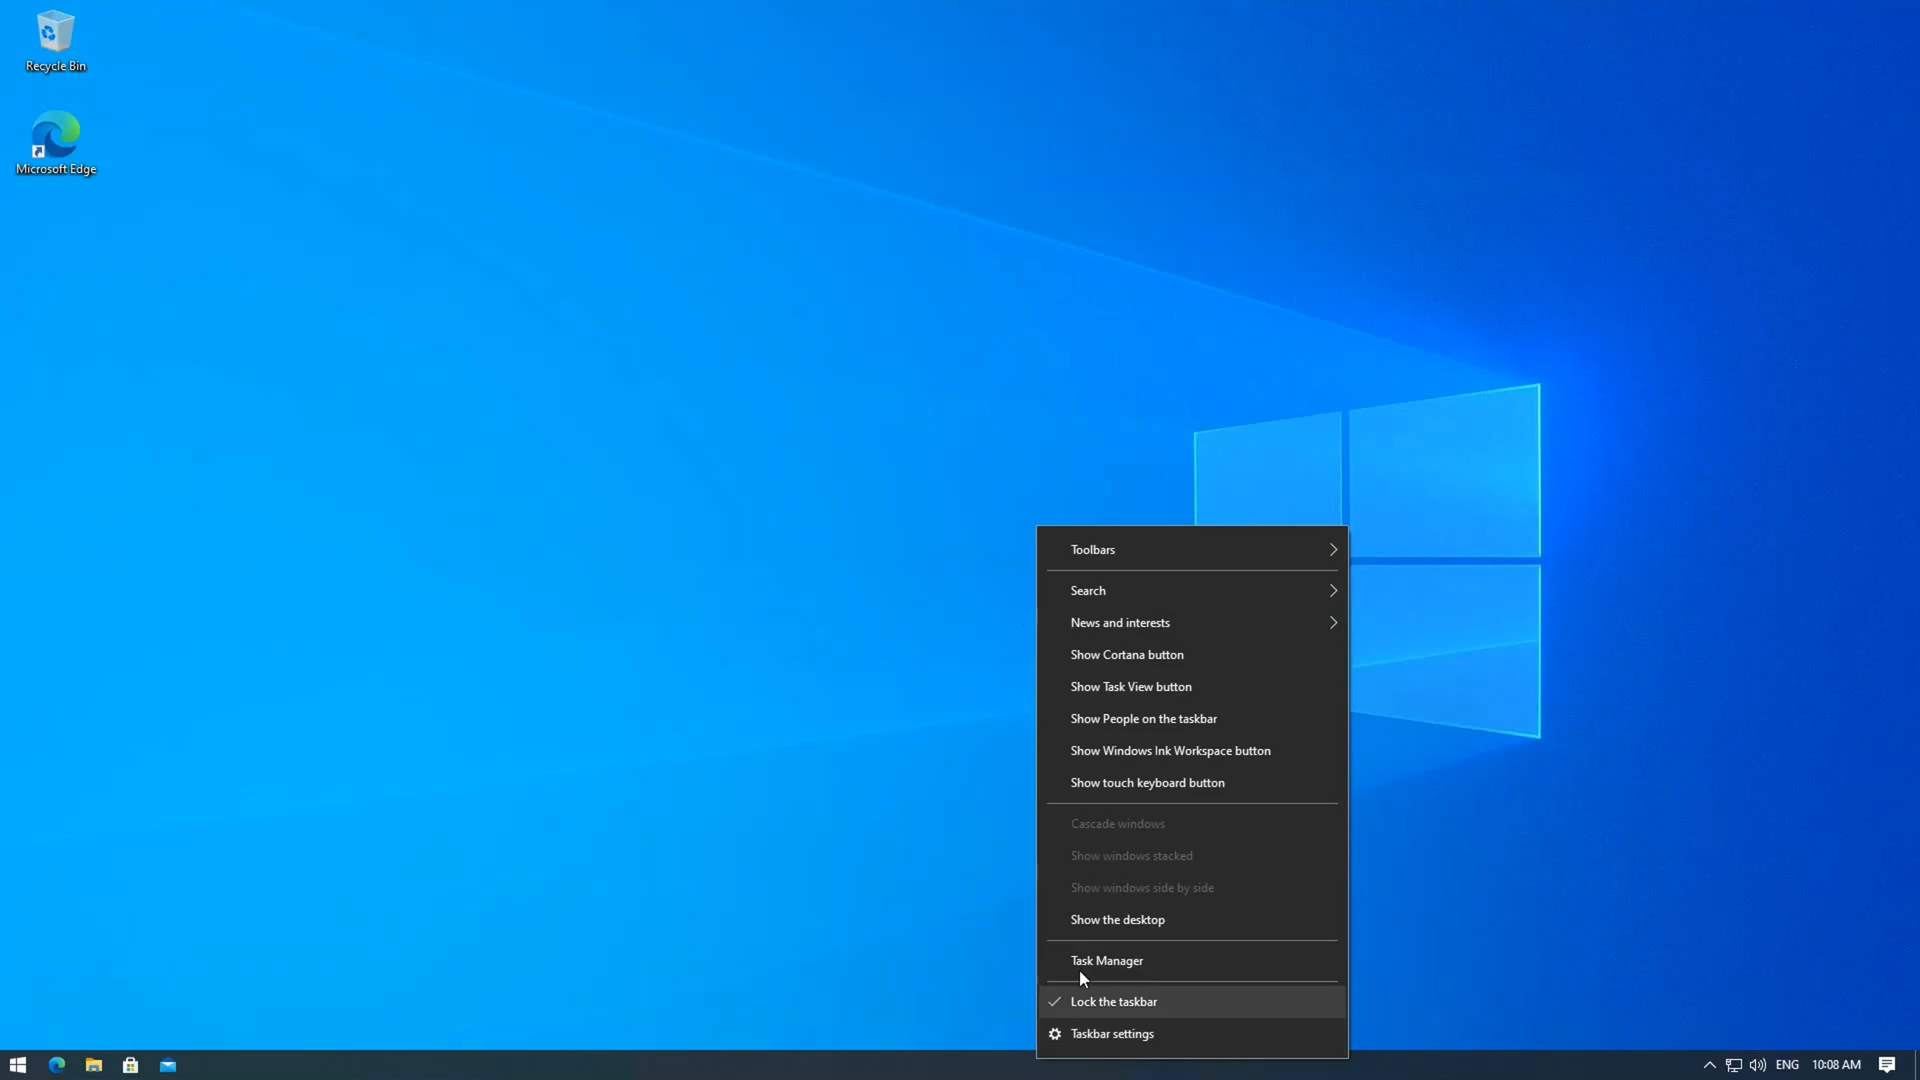 Recycle Bin
Microsoft Edge
Toolbars
Search
News and interests
Show Cortana button
Show Task View button
Show People on the taskbar
Show Windows Ink Workspace button
Show touch keyboard button
Cascade windows
Show windows stacked
Show windows side by side
Show the desktop
Task Manager
Lock the taskbar
Taskbar settings
ENG
10:08 AM